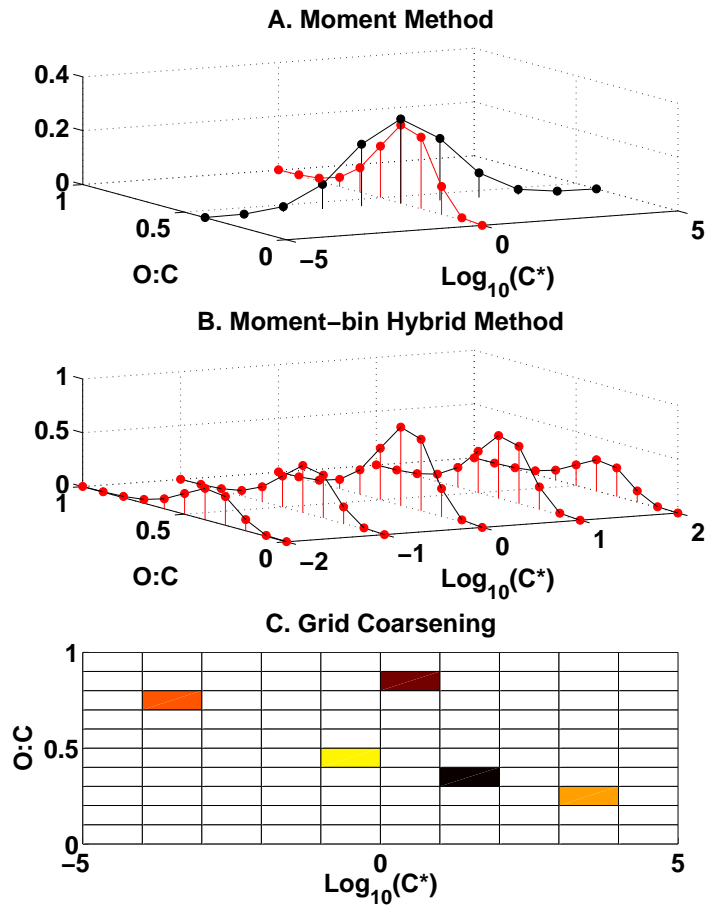 A. Moment Method
0.4
0.2
0
1
0.5
0
−5
0
5
O:C
Log10(C*)
B. Moment−bin Hybrid Method
1
0.5
0
1
0.5
0
−2
−1
0
1
2
O:C
Log10(C*)
C. Grid Coarsening
1
0.5
0
O:C
−5
0
5
Log10(C*)